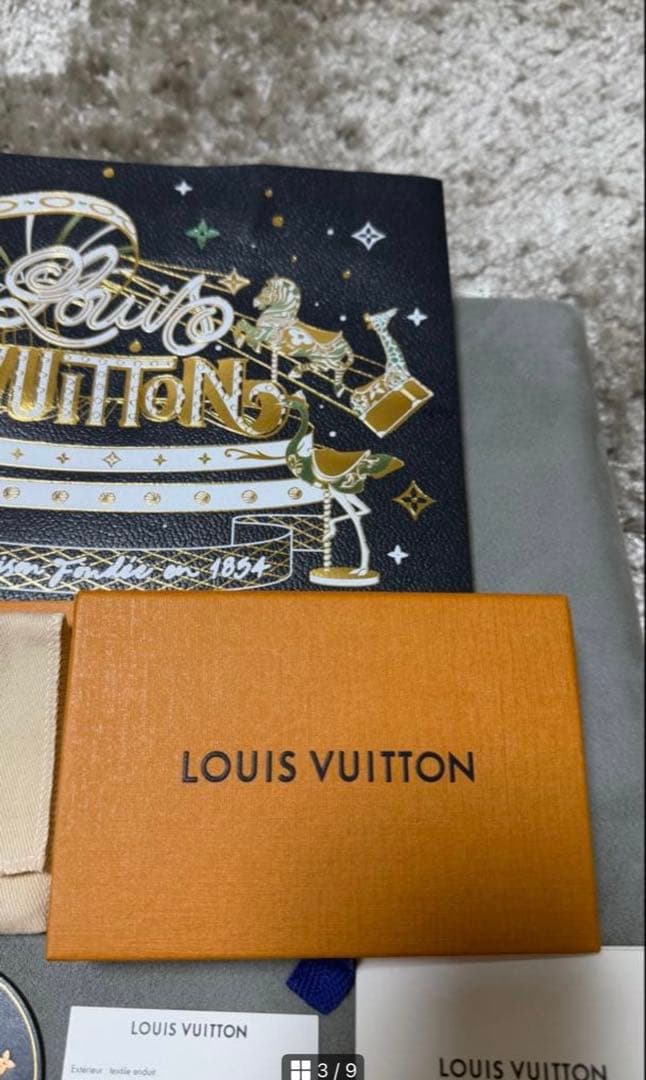 Louis
VUITTON
Maison Fondée en 1854
LOUIS VUITTON
LOUIS VUITTON
Extérieur : textile enduit
LOUIS VUITTON
3 / 9